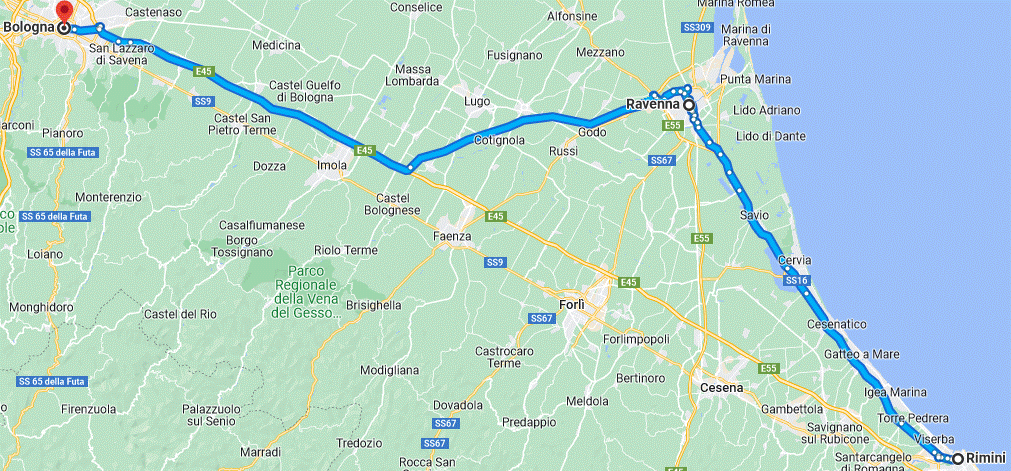 Castenaso
Conselice
Alfonsine
Marina Romea
Bologna
SS309
Marina di
Ravenna
San Lazzaro
di Savena
Medicina
Fusignano
Mezzano
E45
Massa
Lombarda
Punta Marina
Castel Guelfo
di Bologna
SS9
Lugo
Ravenna
Lido Adriano
Castel San
Pietro Terme
E55
Lido di Dante
arconi
Pianoro
Cotignola
Godo
SS 65 della Futa
E45
Russi
SS67
Dozza
Imola
Monterenzio
Castel
Bolognese
SS 65 della Futa
Casalfiumanese
E45
Savio
Borgo
Tossignano
Faenza
E55
Loiano
Riolo Terme
SS9
Cervia
Parco
Regionale
della Vena
del Gesso...
E45
SS16
Monghidoro
Castel del Rio
Brisighella
Forlì
SS67
Cesenatico
Forlimpopoli
Castrocaro
Terme
Gatteo a Mare
Modigliana
E55
SS 65 della Futa
Bertinoro
Cesena
Igea Marina
Firenzuola
Palazzuolo
sul Senio
Dovadola
Meldola
Gambettola
SS67
Predappio
Torre Pedrera
Savignano
sul Rubicone
Viserba
Tredozio
SS67
Marradi
Rocca San
E55
Santarcangelo
di Romagna
Rimini